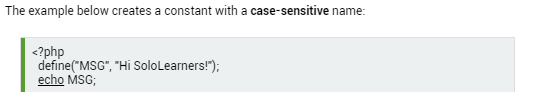 The example below creates a constant with a case-sensitive name:
<?php
define("MSG", "Hi SoloLearners!");
echo MSG;